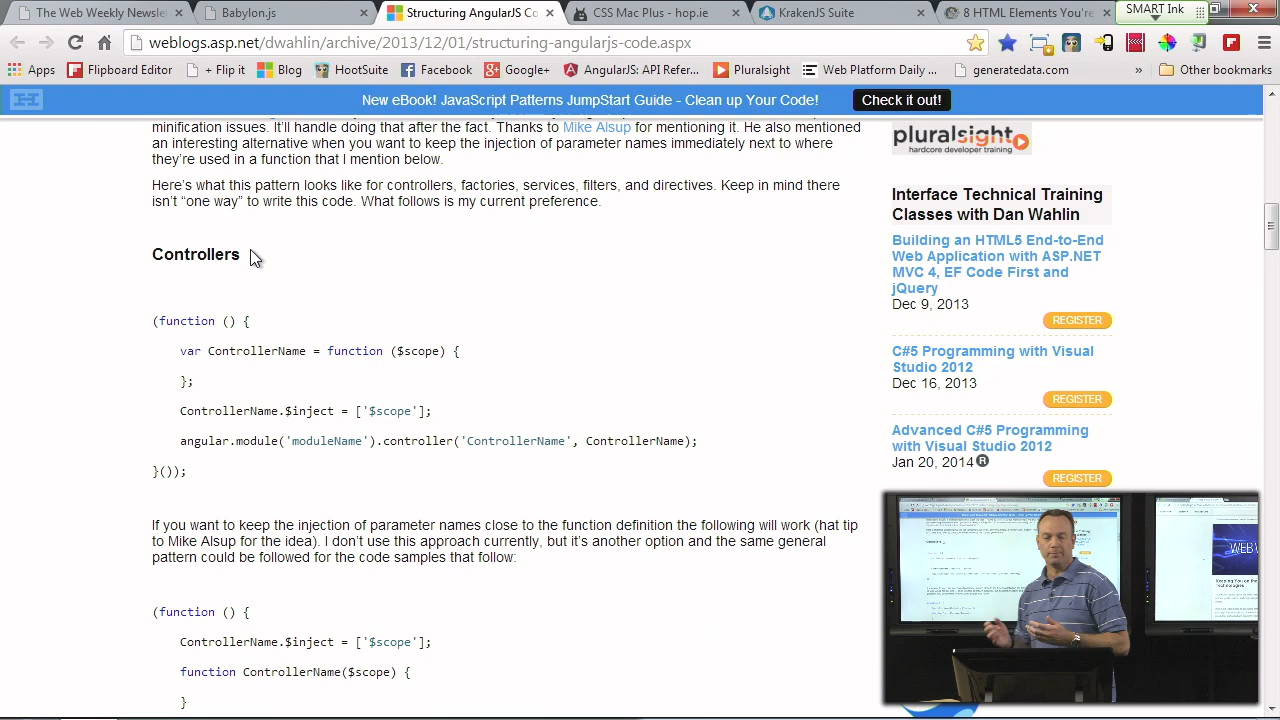 The Web Weekly Newsle
Babylon.js
Structuring AngularJS Co
CSS Mac Plus - hop.ie
Kraken Suite
8 HTML Elements You're
SMART Ink
weblogs.asp.net/dwahlin/archive/2013/12/01/structuring-angularjs-code.aspx
Apps
Flipboard Editor
+ Flip it
Blog
HootSuite
Facebook
Google+
AngularJS: API Refer...
Pluralsight
Web Platform Daily ...
generatedata.com
»
Other bookmarks
New eBook! JavaScript Patterns JumpStart Guide - Clean up Your Code!
Check it out!
minification issues. I'll handle doing that after the fact. Thanks to Mike Alsup for mentioning it. He also mentioned
an interesting when you want to keep the injection parameter names immediately next to where
they're used in the that I mention below.
Here's what this pattern looks like for controllers, factories, services, filters, and directives. Keep in mind there
isn't “one way” to write this code. What follows is my current preference.
Controllers
(function () {
var ControllerName = function ($scope) {
};
ControllerName.$inject = ['$scope'];
angular.module('moduleName').controller('ControllerName', ControllerName);
}());
If you want to keep the injection of parameter names close to the function definition the following will work (hat tip
to Mike Alsup). I personally don't use this approach currently, but it's another option and the same general
pattern could be followed for the other samples that follow.
(function () {
ControllerName.$inject = ['$scope'];
function ControllerName($scope) {
}
pluralsight
hardcore developer training
Interface Technical Training
Classes with Dan Wahlin
Building an HTML5 End-to-End
Web Application with ASP.NET
MVC 4, EF Code First and
jQuery
Dec 9, 2013
REGISTER
C#5 Programming with Visual
Studio 2012
Dec 16, 2013
REGISTER
Advanced C#5 Programming
with Visual Studio 2012
Jan 20, 2014 R
REGISTER
Keeping You on the